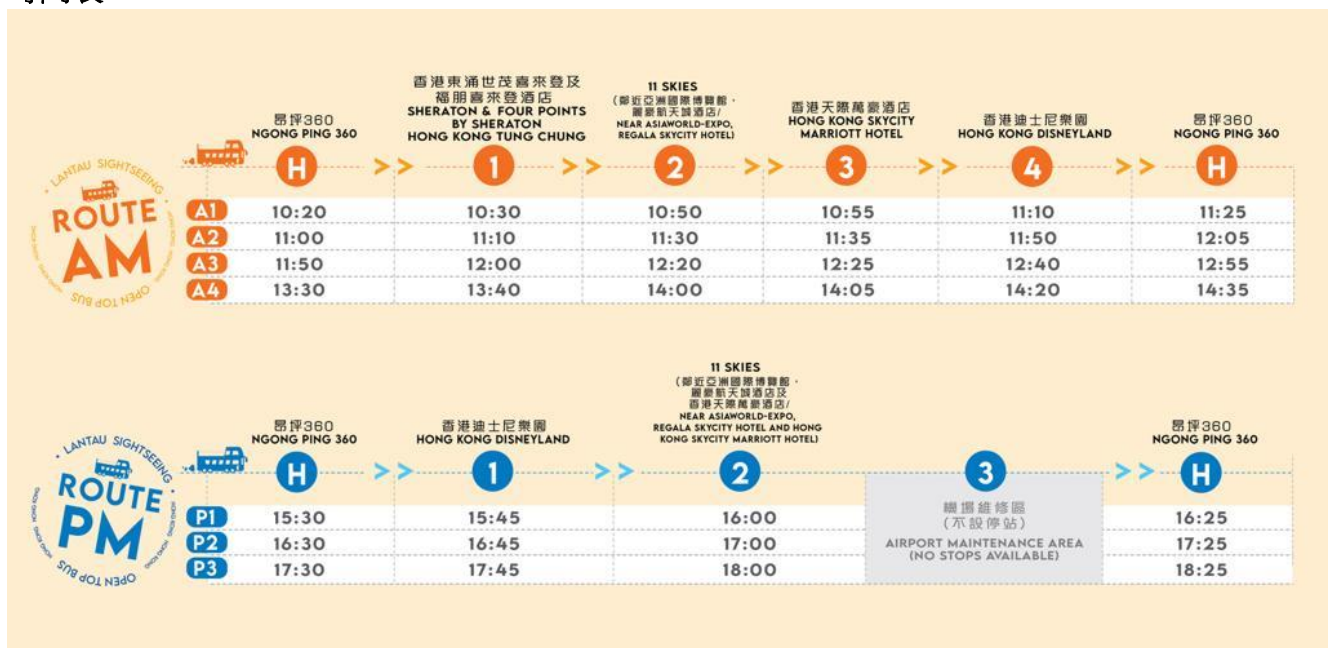 昂坪360
NGONG PING 360
香港東涌世茂喜來登及
福朋喜來登酒店
SHERATON & FOUR POINTS
BY SHERATON
HONG KONG TUNG CHUNG
11 SKIES
(鄰近亞洲國際博覽館、
麗豪航天城酒店/
NEAR ASIAWORLD-EXPO,
REGALA SKYCITY HOTEL)
香港天際萬豪酒店
HONG KONG SKYCITY
MARRIOTT HOTEL
香港迪士尼樂園
HONG KONG DISNEYLAND
昂坪360
NGONG PING 360
H 1 2 3 4 H
LANTAU SIGHTSEEING
ROUTE
AM
OPEN TOP BUS
A1 10:20 10:30 10:50 10:55 11:10 11:25
A2 11:00 11:10 11:30 11:35 11:50 12:05
A3 11:50 12:00 12:20 12:25 12:40 12:55
A4 13:30 13:40 14:00 14:05 14:20 14:35
昂坪360
NGONG PING 360
香港迪士尼樂園
HONG KONG DISNEYLAND
11 SKIES
(鄰近亞洲國際博覽館、
麗豪航天城酒店及
香港天際萬豪酒店/
NEAR ASIAWORLD-EXPO,
REGALA SKYCITY HOTEL AND HONG
KONG SKYCITY MARRIOTT HOTEL)
昂坪360
NGONG PING 360
H 1 2 3 H
LANTAU SIGHTSEEING
ROUTE
PM
OPEN TOP BUS
HONG KONG HONG KONG
HONG KONG HONG KONG
機場維修區
(不設停站)
AIRPORT MAINTENANCE AREA
(NO STOPS AVAILABLE)
P1 15:30 15:45 16:00 16:25
P2 16:30 16:45 17:00 17:25
P3 17:30 17:45 18:00 18:25